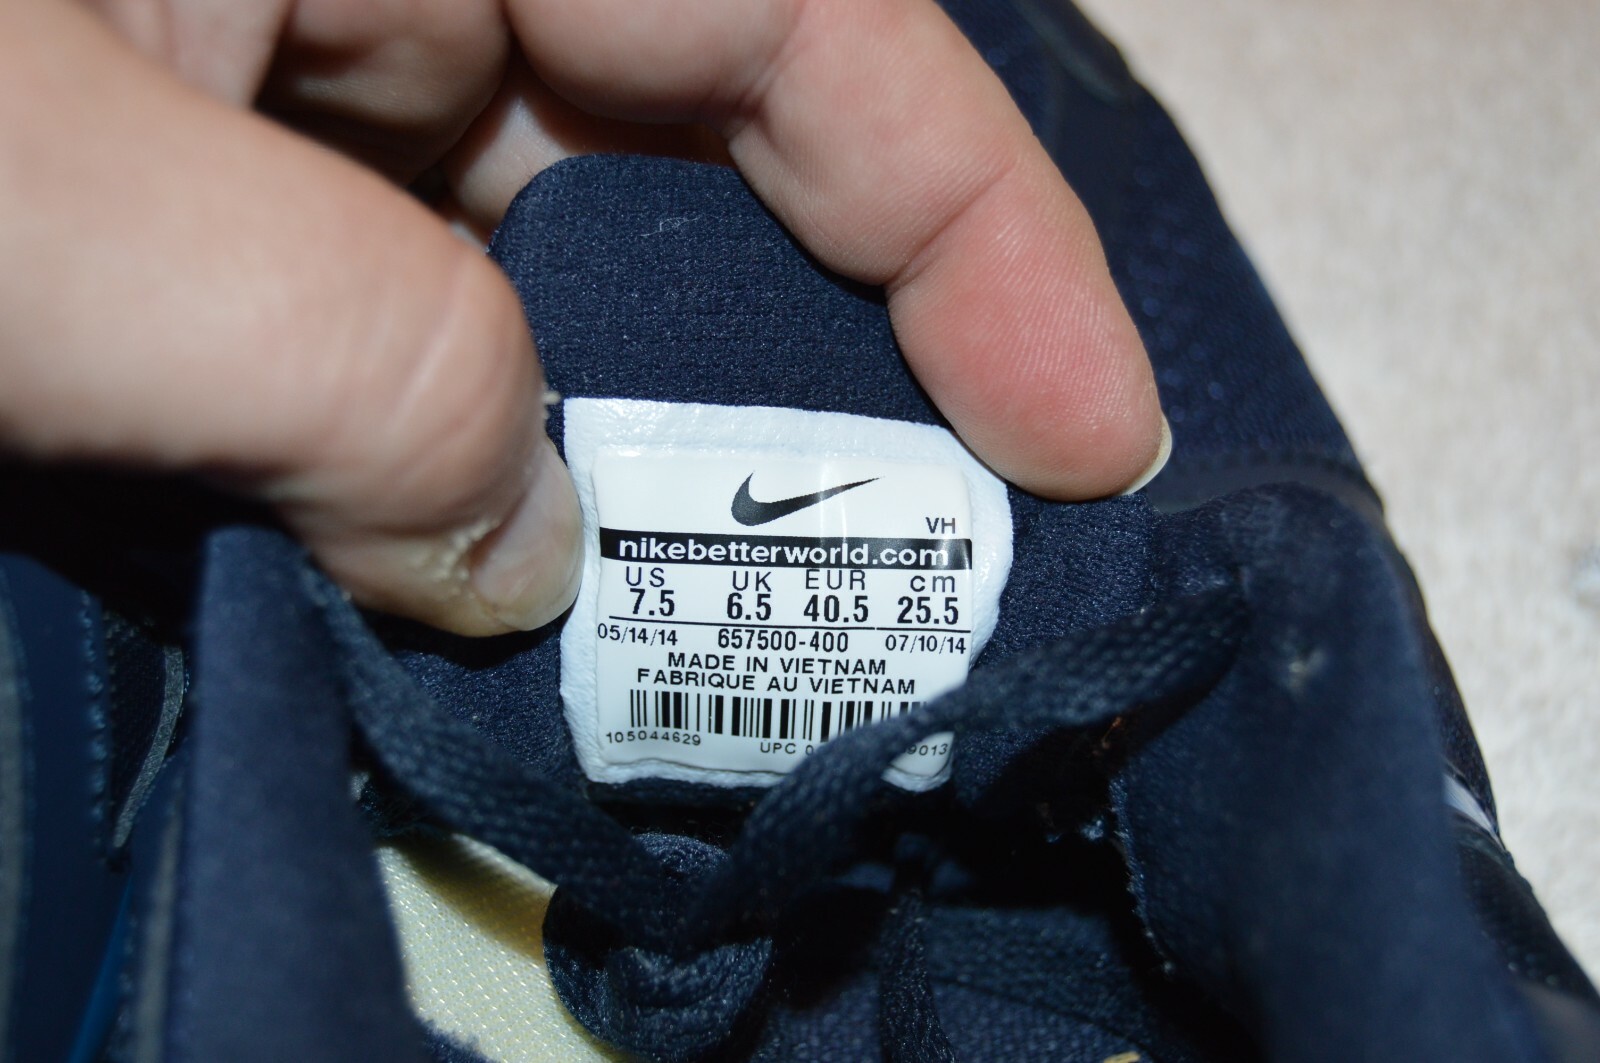 VH
nikebetterworld.com
US UK EUR cm
7.5 6.5 40.5 25.5
05/14/14 657500-400 07/10/14
MADE IN VIETNAM
FABRIQUE AU VIETNAM
105044629 UPC